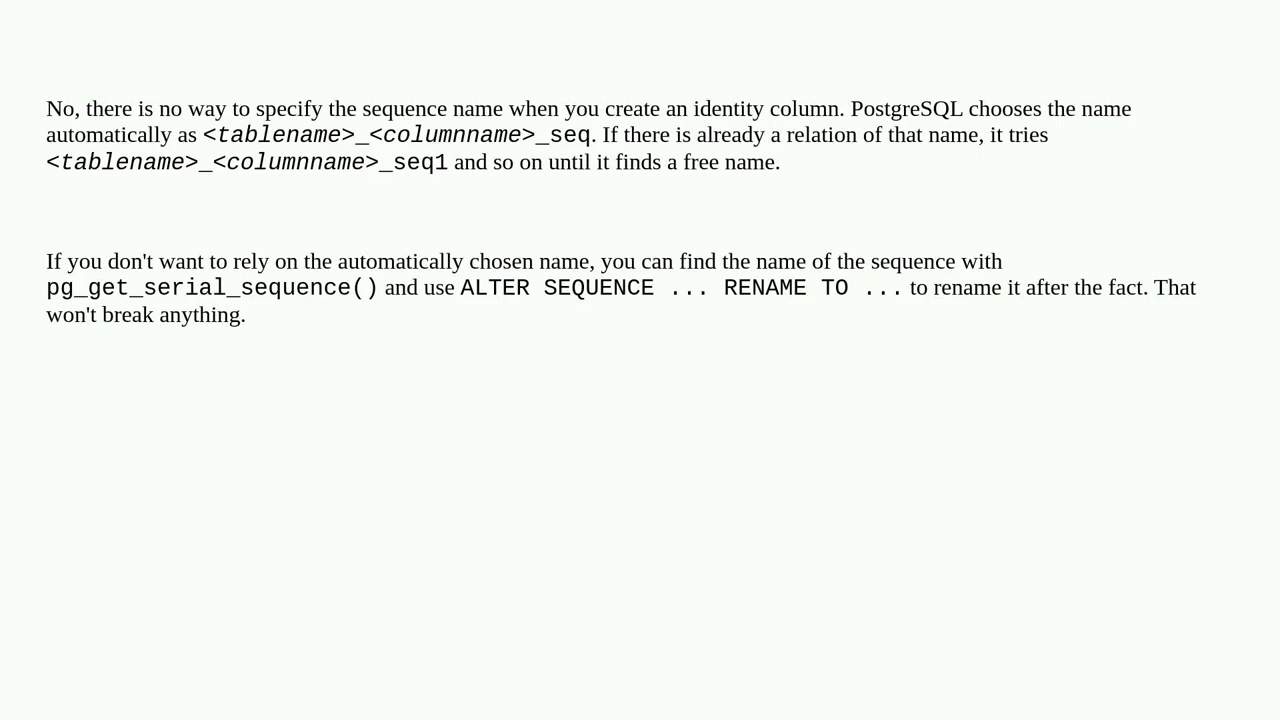 No, there is no way to specify the sequence name when you create an identity column. PostgreSQL chooses the name
automatically as <tablename>_<columnname>_seq. If there is already a relation of that name, it tries
<tablename>_<columnname>_seq1 and so on until it finds a free name.
If you don't want to rely on the automatically chosen name, you can find the name of the sequence with
pg_get_serial_sequence() and use ALTER SEQUENCE ... RENAME TO ... to rename it after the fact. That
won't break anything.